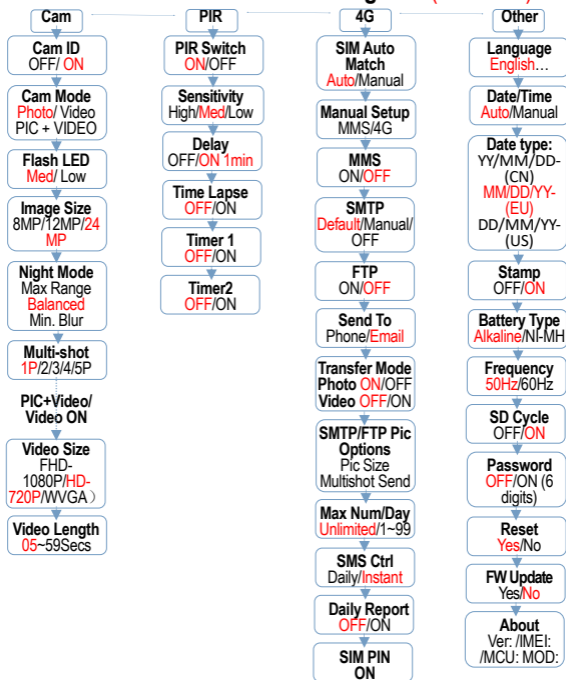 Cam
Cam ID
OFF/ ON
Cam Mode
Photo/ Video
PIC + VIDEO
Flash LED
Med/ Low
Image Size
8MP/12MP/24
MP
Night Mode
Max Range
Balanced
Min. Blur
Multi-shot
1P/2/3/4/5P
PIC+Video/
Video ON
Video Size
FHD-
1080P/HD-
720P/WVGA）
Video Length
05~59Secs
PIR
PIR Switch
ON/OFF
Sensitivity
High/Med/Low
Delay
OFF/ON 1min
Time Lapse
OFF/ON
Timer 1
OFF/ON
Timer2
OFF/ON
4G
SIM Auto
Match
Auto/Manual
Manual Setup
MMS/4G
MMS
ON/OFF
SMTP
Default/Manual/
OFF
FTP
ON/OFF
Send To
Phone/Email
Transfer Mode
Photo ON/OFF
Video OFF/ON
SMTP/FTP Pic
Options
Pic Size
Multishot Send
Max Num/Day
Unlimited/1~99
SMS Ctrl
Daily/Instant
Daily Report
OFF/ON
SIM PIN
ON
Other
Language
English…
Date/Time
Auto/Manual
Date type:
YY/MM/DD-
(CN)
MM/DD/YY-
(EU)
DD/MM/YY-
(US)
Stamp
OFF/ON
Battery Type
Alkaline/NI-MH
Frequency
50Hz/60Hz
SD Cycle
OFF/ON
Password
OFF/ON (6
digits)
Reset
Yes/No
FW Update
Yes/No
About
Ver: /IMEI:
/MCU: MOD: